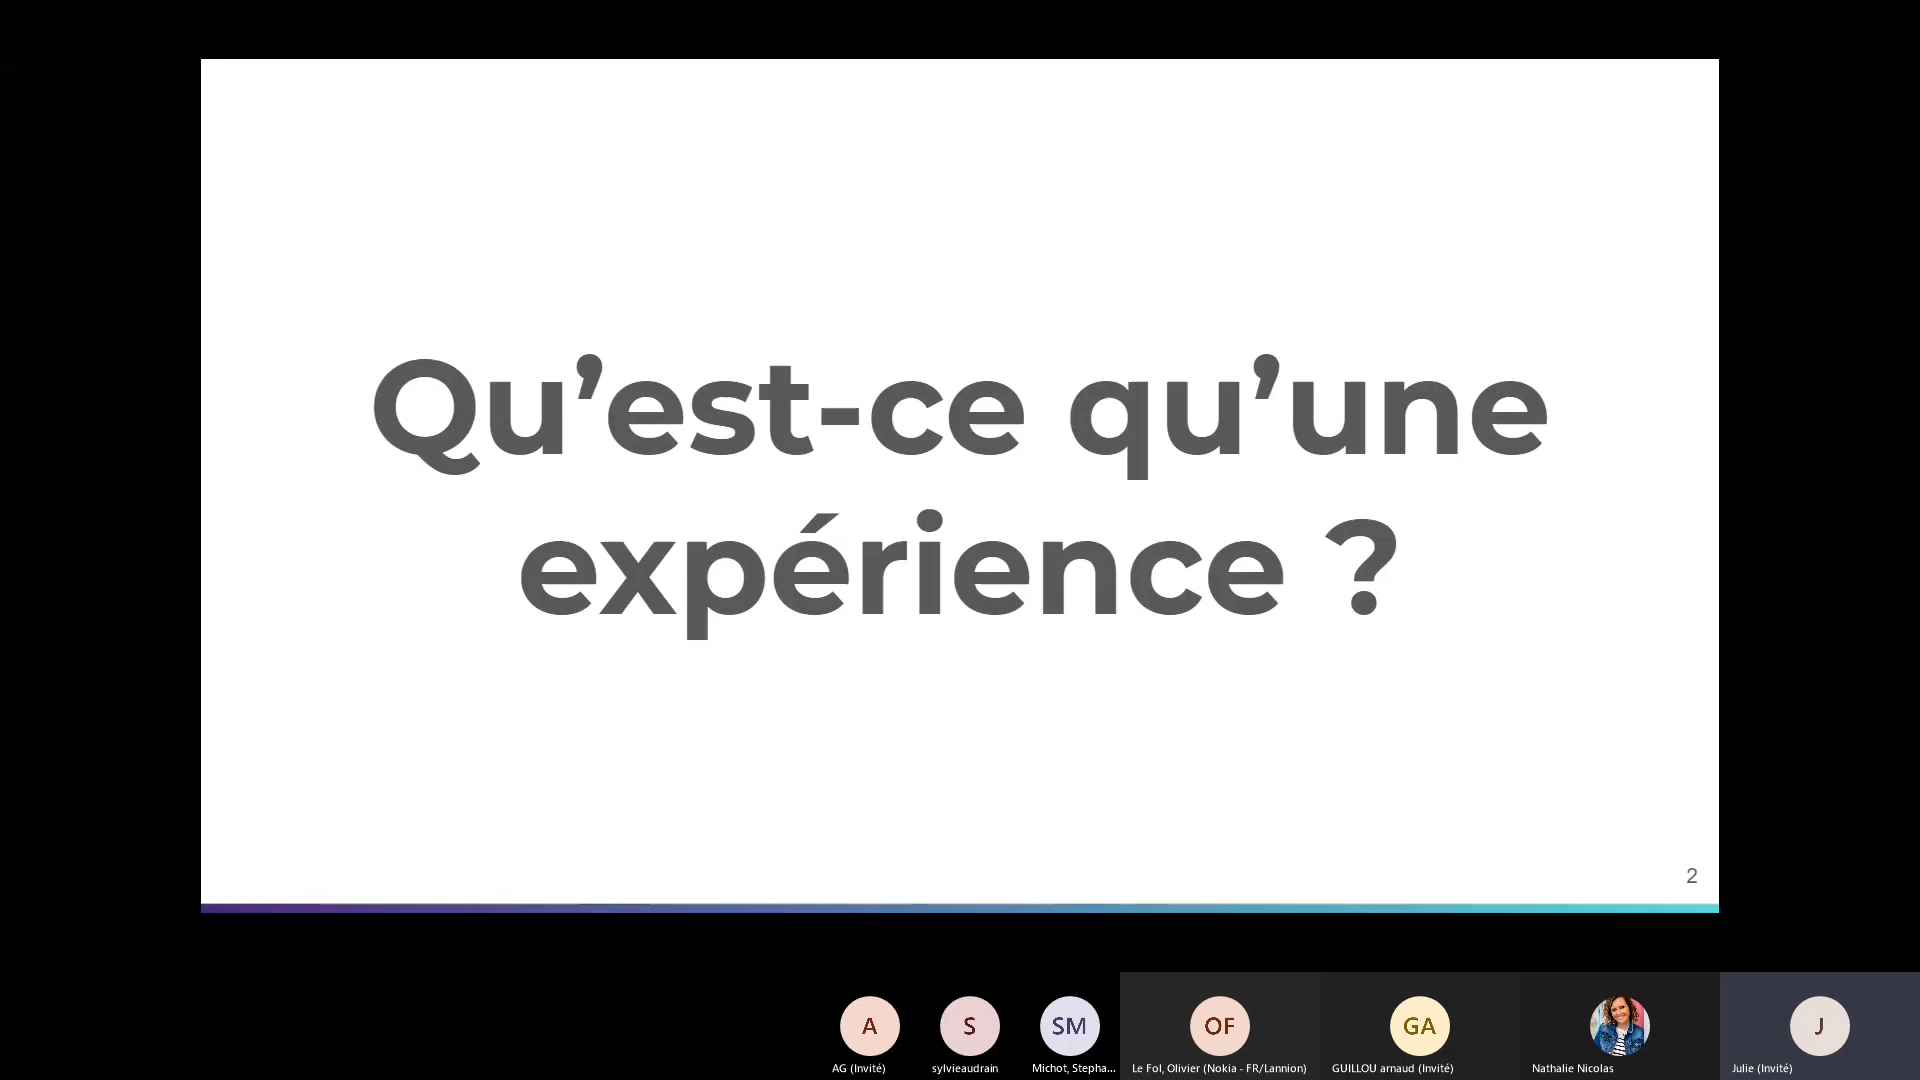 Qu’est-ce qu’une
expérience ?
2
A
S
SM
OF
GA
J
AG (Invité)
sylvieaudrain
Michot, Stepha...
Le Fol, Olivier (Nokia - FR/Lannion)
GUILLOU arnaud (Invité)
Nathalie Nicolas
Julie (Invité)